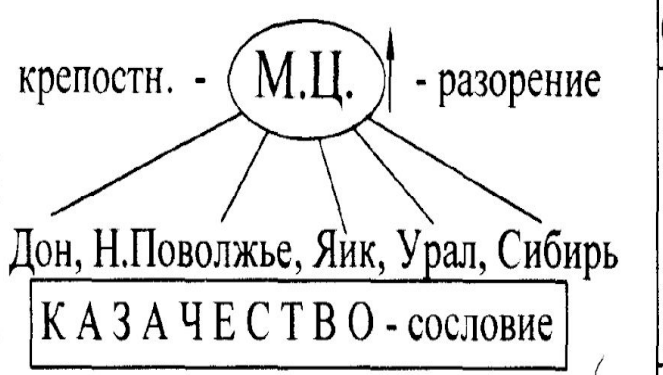 крепостн. - М.Ц. - разорение
Дон, Н.Поволжье, Яик, Урал, Сибирь
КАЗАЧЕСТВО - сословие